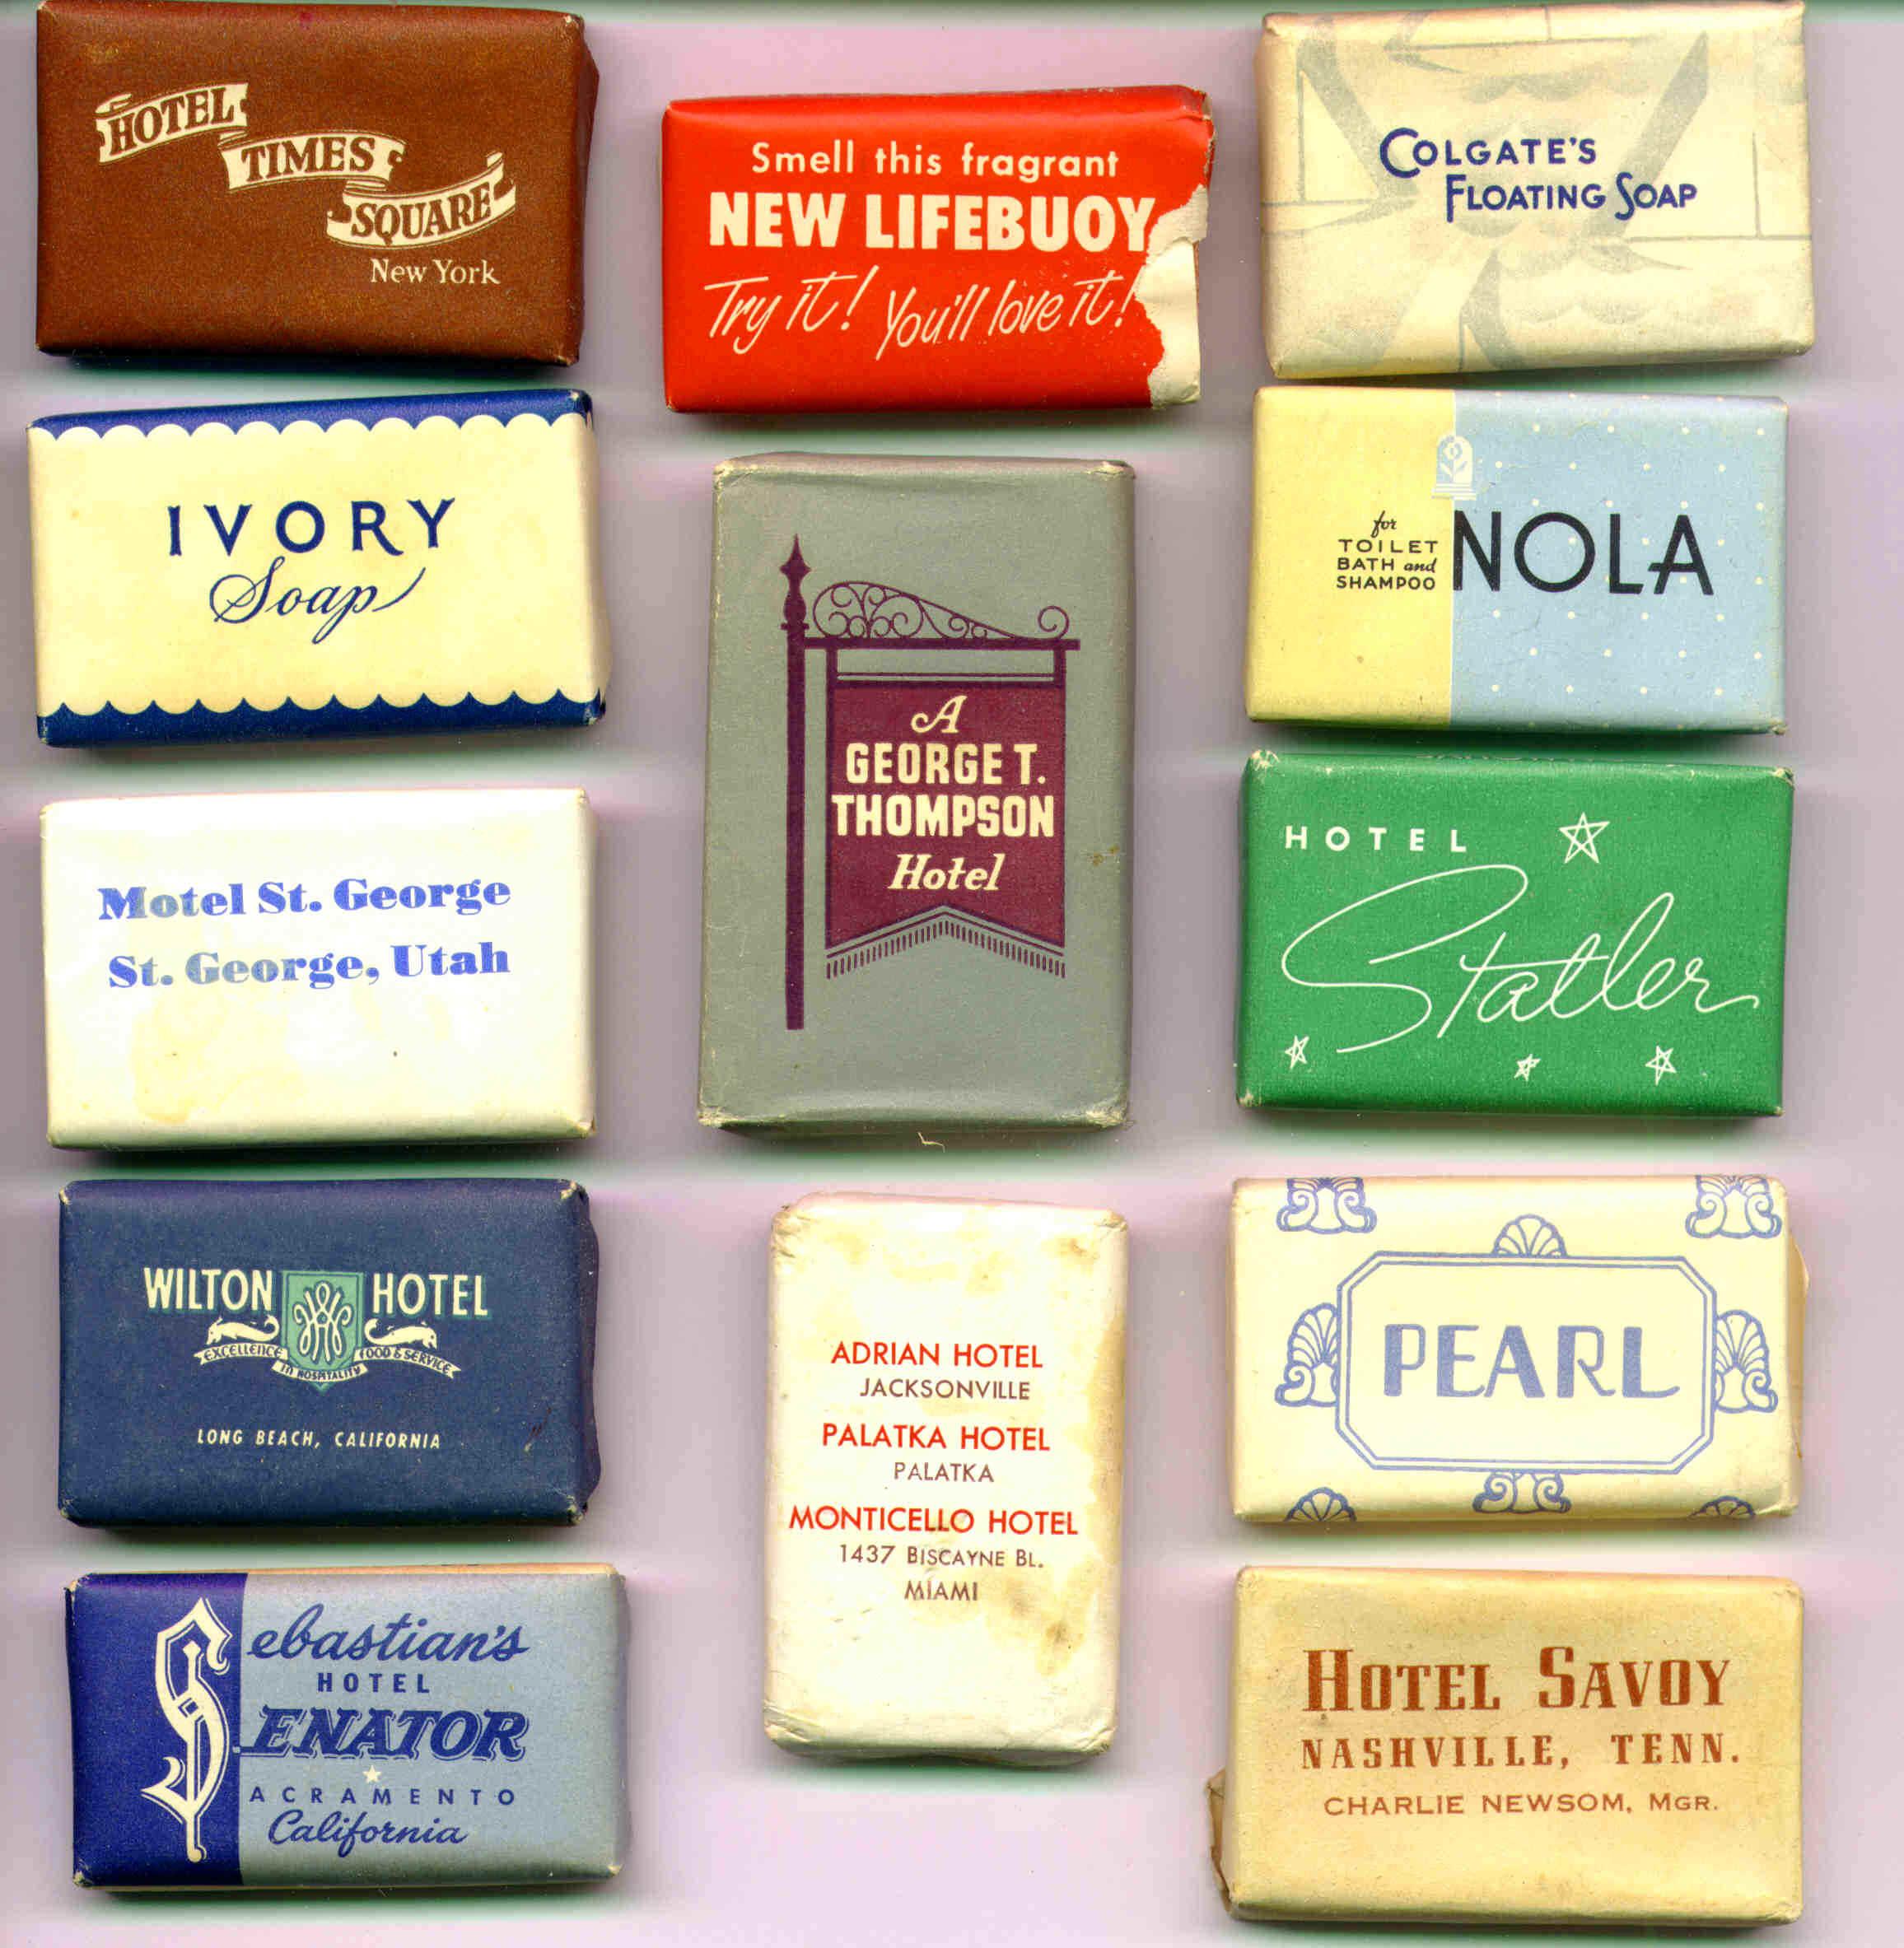 HOTEL
TIMES
SQUARE
New York
Smell this fragrant
NEW LIFEBUOY
Try it! You'll love it!
COLGATE'S
FLOATING SOAP
IVORY
Soap
A
GEORGE T.
THOMPSON
Hotel
for
TOILET
BATH and
SHAMPOO
NOLA
Motel St. George
St. George, Utah
HOTEL
Statler
WILTON HOTEL
EXCELLENCE IN HOSPITALITY FOOD & SERVICE
LONG BEACH, CALIFORNIA
ADRIAN HOTEL
JACKSONVILLE
PALATKA HOTEL
PALATKA
MONTICELLO HOTEL
1437 BISCAYNE BL.
MIAMI
PEARL
Sebastian's
HOTEL
SENATOR
SACRAMENTO
California
HOTEL SAVOY
NASHVILLE, TENN.
CHARLIE NEWSOM, MGR.